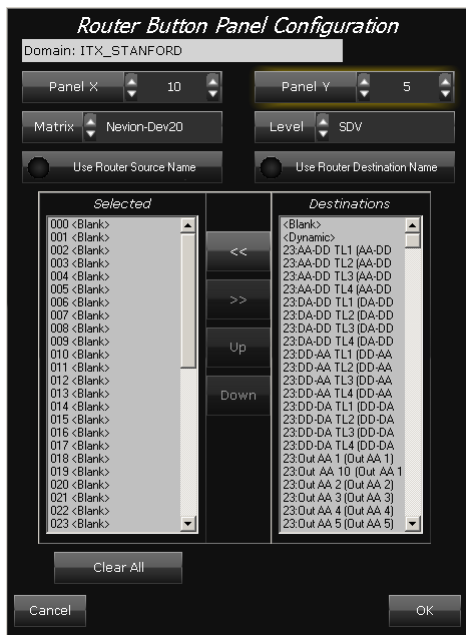 Router Button Panel Configuration
Domain: ITX_STANFORD
Panel X 10
Panel Y 5
Matrix Nevion-Dev20
Level SDV
Use Router Source Name
Use Router Destination Name
Selected
000 <Blank>
001 <Blank>
002 <Blank>
003 <Blank>
004 <Blank>
005 <Blank>
006 <Blank>
007 <Blank>
008 <Blank>
009 <Blank>
010 <Blank>
011 <Blank>
012 <Blank>
013 <Blank>
014 <Blank>
015 <Blank>
016 <Blank>
017 <Blank>
018 <Blank>
019 <Blank>
020 <Blank>
021 <Blank>
022 <Blank>
023 <Blank>
<<
>>
Up
Down
Destinations
<Blank>
<Dynamic>
23:AA-DD TL1 (AA-DD
23:AA-DD TL2 (AA-DD
23:AA-DD TL3 (AA-DD
23:AA-DD TL4 (AA-DD
23:DA-DD TL1 (DA-DD
23:DA-DD TL2 (DA-DD
23:DA-DD TL3 (DA-DD
23:DA-DD TL4 (DA-DD
23:DD-AA TL1 (DD-AA
23:DD-AA TL2 (DD-AA
23:DD-AA TL3 (DD-AA
23:DD-AA TL4 (DD-AA
23:DD-DA TL1 (DD-DA
23:DD-DA TL2 (DD-DA
23:DD-DA TL3 (DD-DA
23:DD-DA TL4 (DD-DA
23:Out AA 1 (Out AA 1)
23:Out AA 10 (Out AA 1
23:Out AA 2 (Out AA 2)
23:Out AA 3 (Out AA 3)
23:Out AA 4 (Out AA 4)
23:Out AA 5 (Out AA 5)
Clear All
Cancel
OK